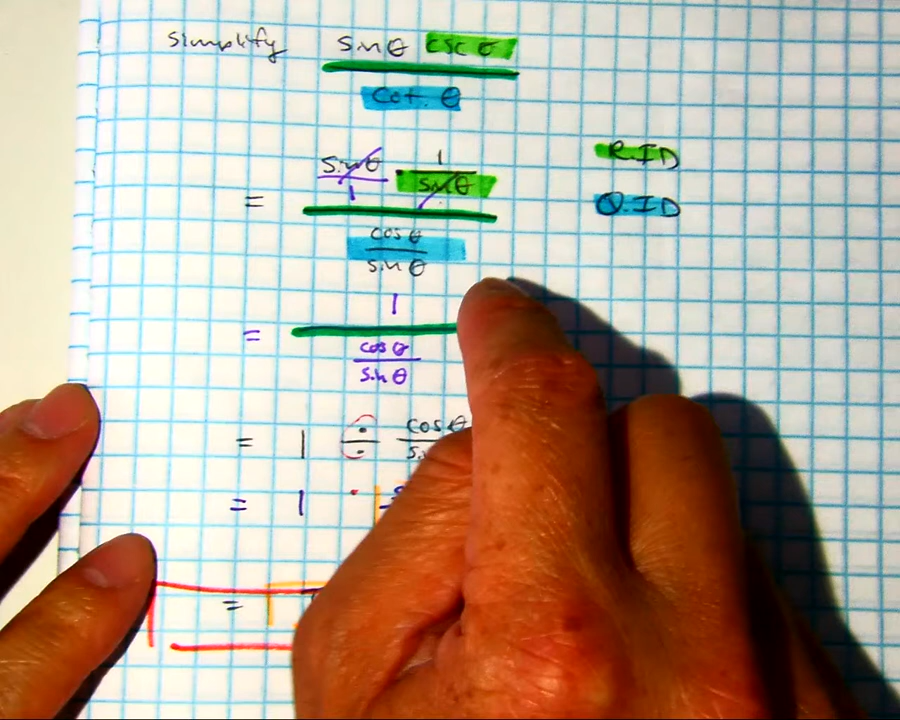 simplify sin θ csc θ
cot. θ
= sin θ / 1 · 1 / sin θ R.ID
cos θ / sin θ Q.ID
= 1
cos θ / sin θ
= 1 ÷ cos θ
= 1 ·
=